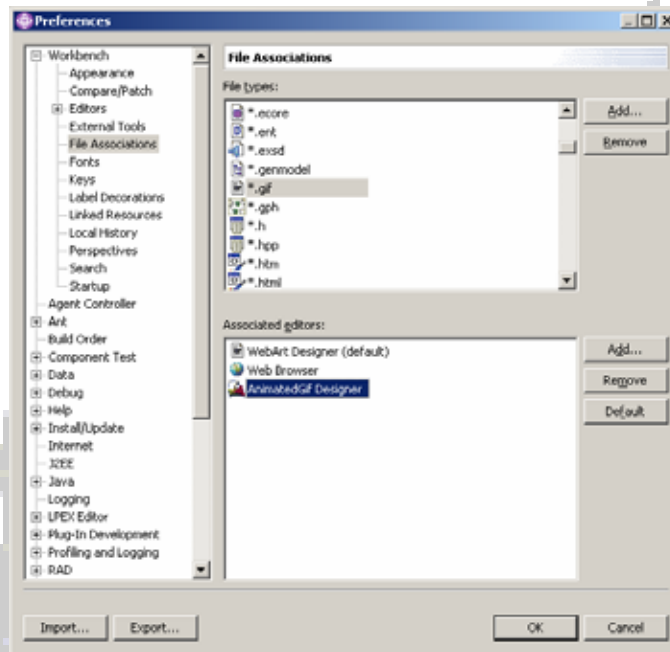 Preferences
Workbench
Appearance
Compare/Patch
Editors
External Tools
File Associations
Fonts
Keys
Label Decorations
Linked Resources
Local History
Perspectives
Search
Startup
Agent Controller
Ant
Build Order
Component Test
Data
Debug
Help
Install/Update
Internet
J2EE
Java
Logging
LPEX Editor
Plug-In Development
Profiling and Logging
RAD
File Associations
File types:
*.ecore
*.ent
*.exsd
*.genmodel
*.gif
*.gph
*.h
*.hpp
*.htm
*.html
Add...
Remove
Associated editors:
WebArt Designer (default)
Web Browser
AnimatedGif Designer
Add...
Remove
Default
Import...
Export...
OK
Cancel